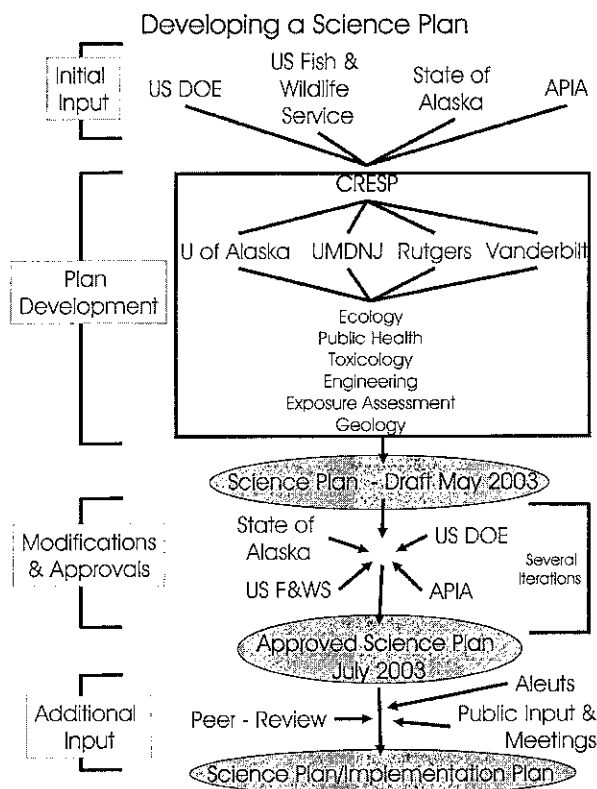 Developing a Science Plan
Initial
Input
US DOE
US Fish &
Wildlife
Service
State of
Alaska
APIA
Plan
Development
CRESP
U of Alaska
UMDNJ
Rutgers
Vanderbilt
Ecology
Public Health
Toxicology
Engineering
Exposure Assessment
Geology
Science Plan - Draft May 2003
Modifications
& Approvals
State of
Alaska
US DOE
US F&WS
APIA
Several
Iterations
Approved Science Plan
July 2003
Additional
Input
Peer - Review
Aleuts
Public Input &
Meetings
Science Plan/Implementation Plan